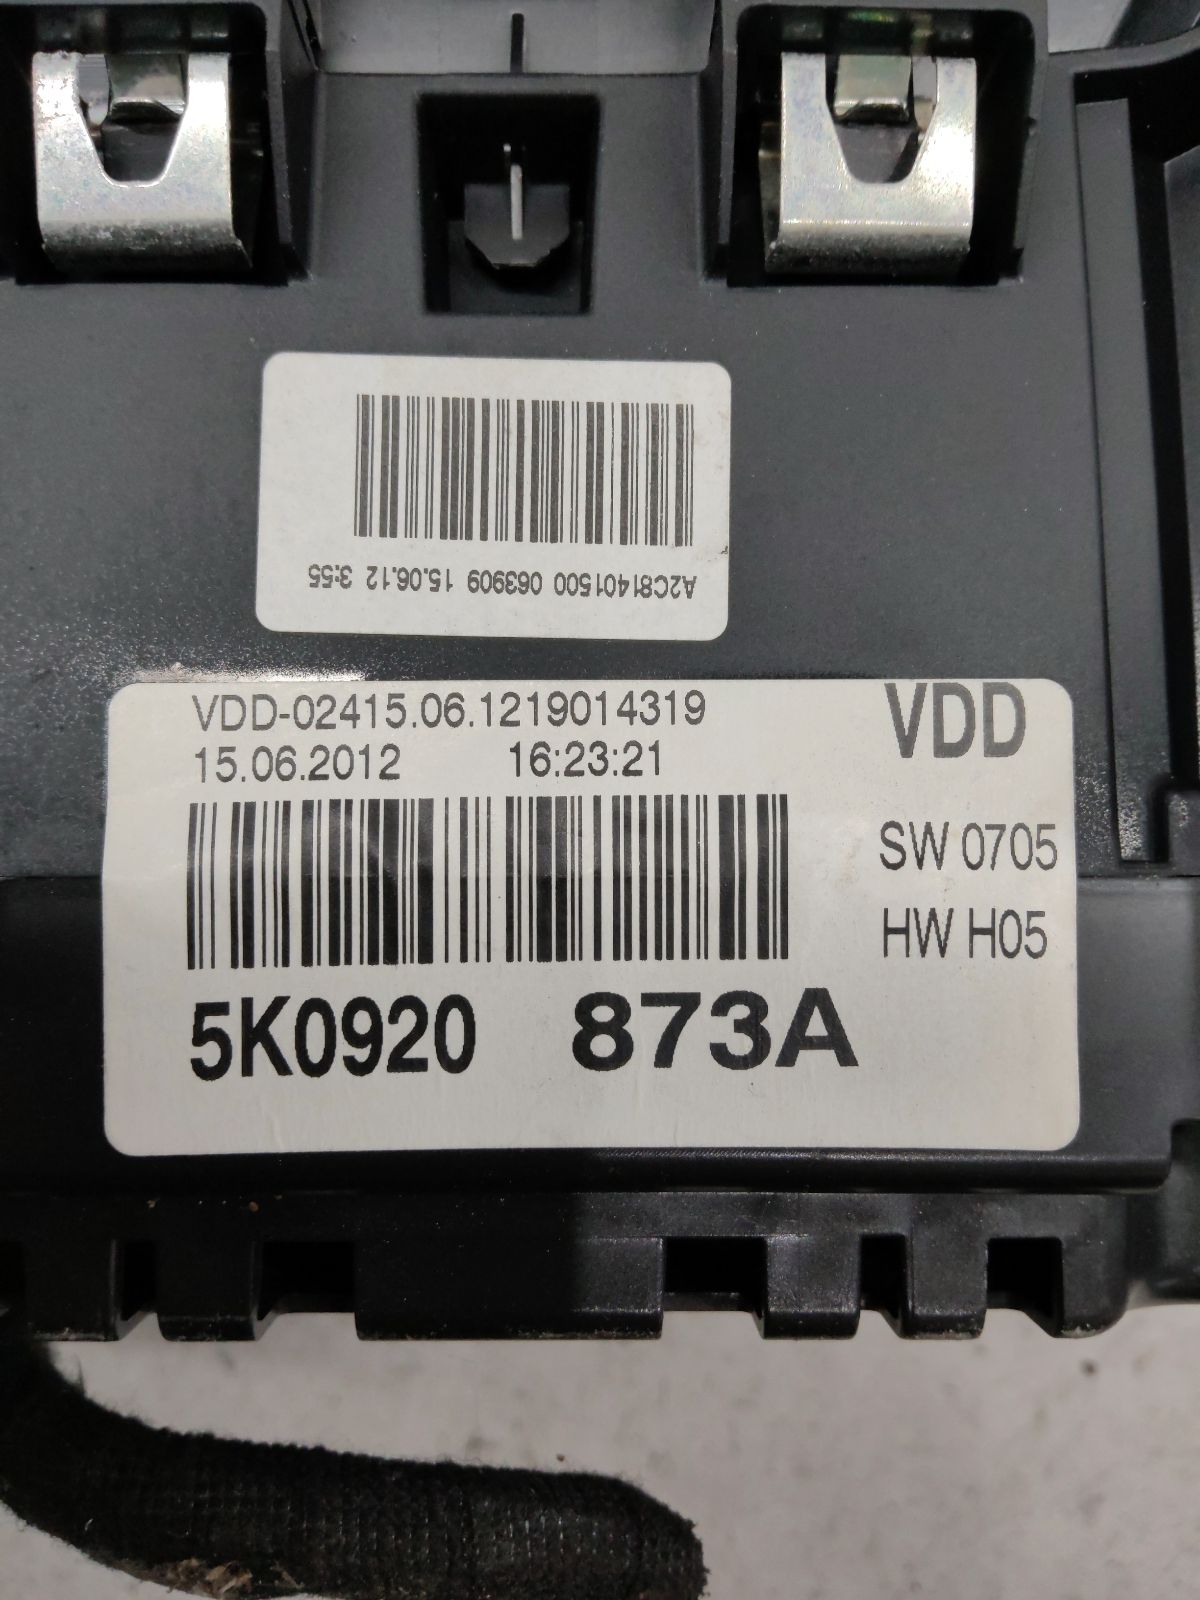 A2C81401500 063909 15.06.12 3:55
VDD-02415.06.1219014319
15.06.2012 16:23:21
VDD
SW 0705
HW H05
5K0920 873A